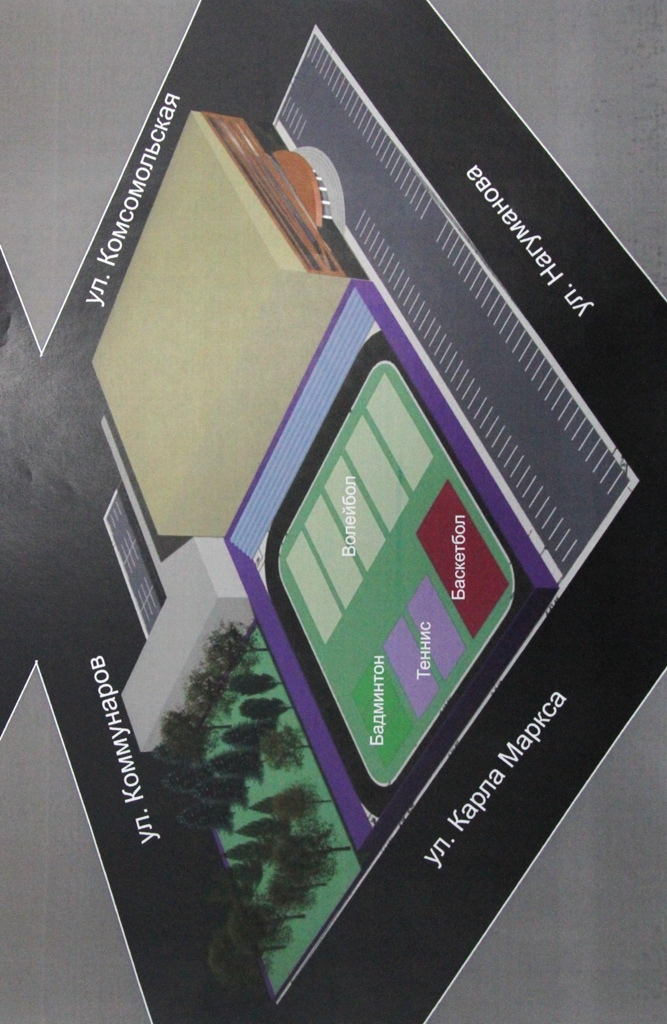 ул. Комсомольская
ул. Нагуманова
ул. Коммунаров
ул. Карла Маркса
Волейбол
Баскетбол
Теннис
Бадминтон